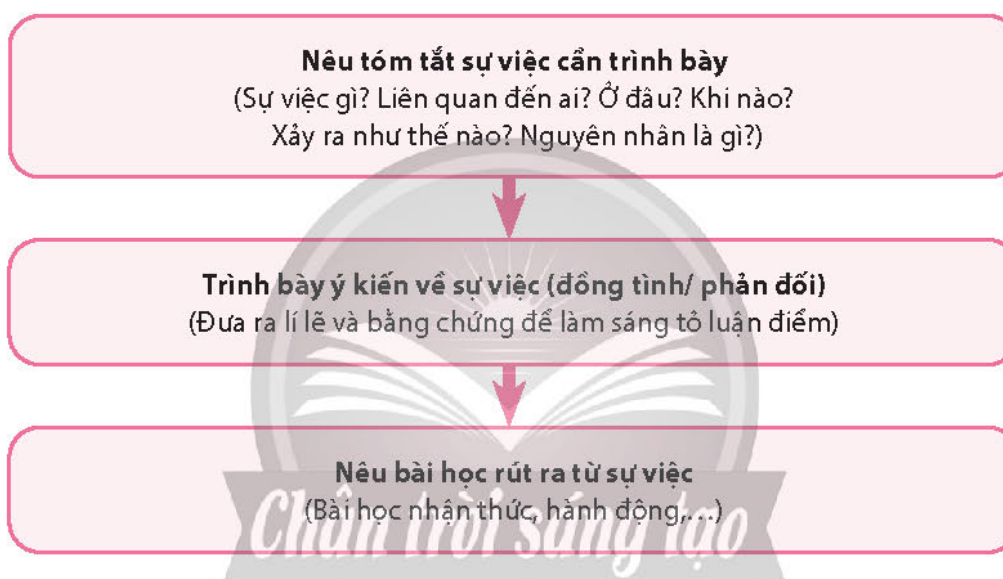 Nêu tóm tắt sự việc cần trình bày
(Sự việc gì? Liên quan đến ai? Ở đâu? Khi nào?
Xảy ra như thế nào? Nguyên nhân là gì?)
Trình bày ý kiến về sự việc (đồng tình/ phản đối)
(Đưa ra lí lẽ và bằng chứng để làm sáng tỏ luận điểm)
Nêu bài học rút ra từ sự việc
(Bài học nhận thức, hành động,...)
Chân trời sáng tạo